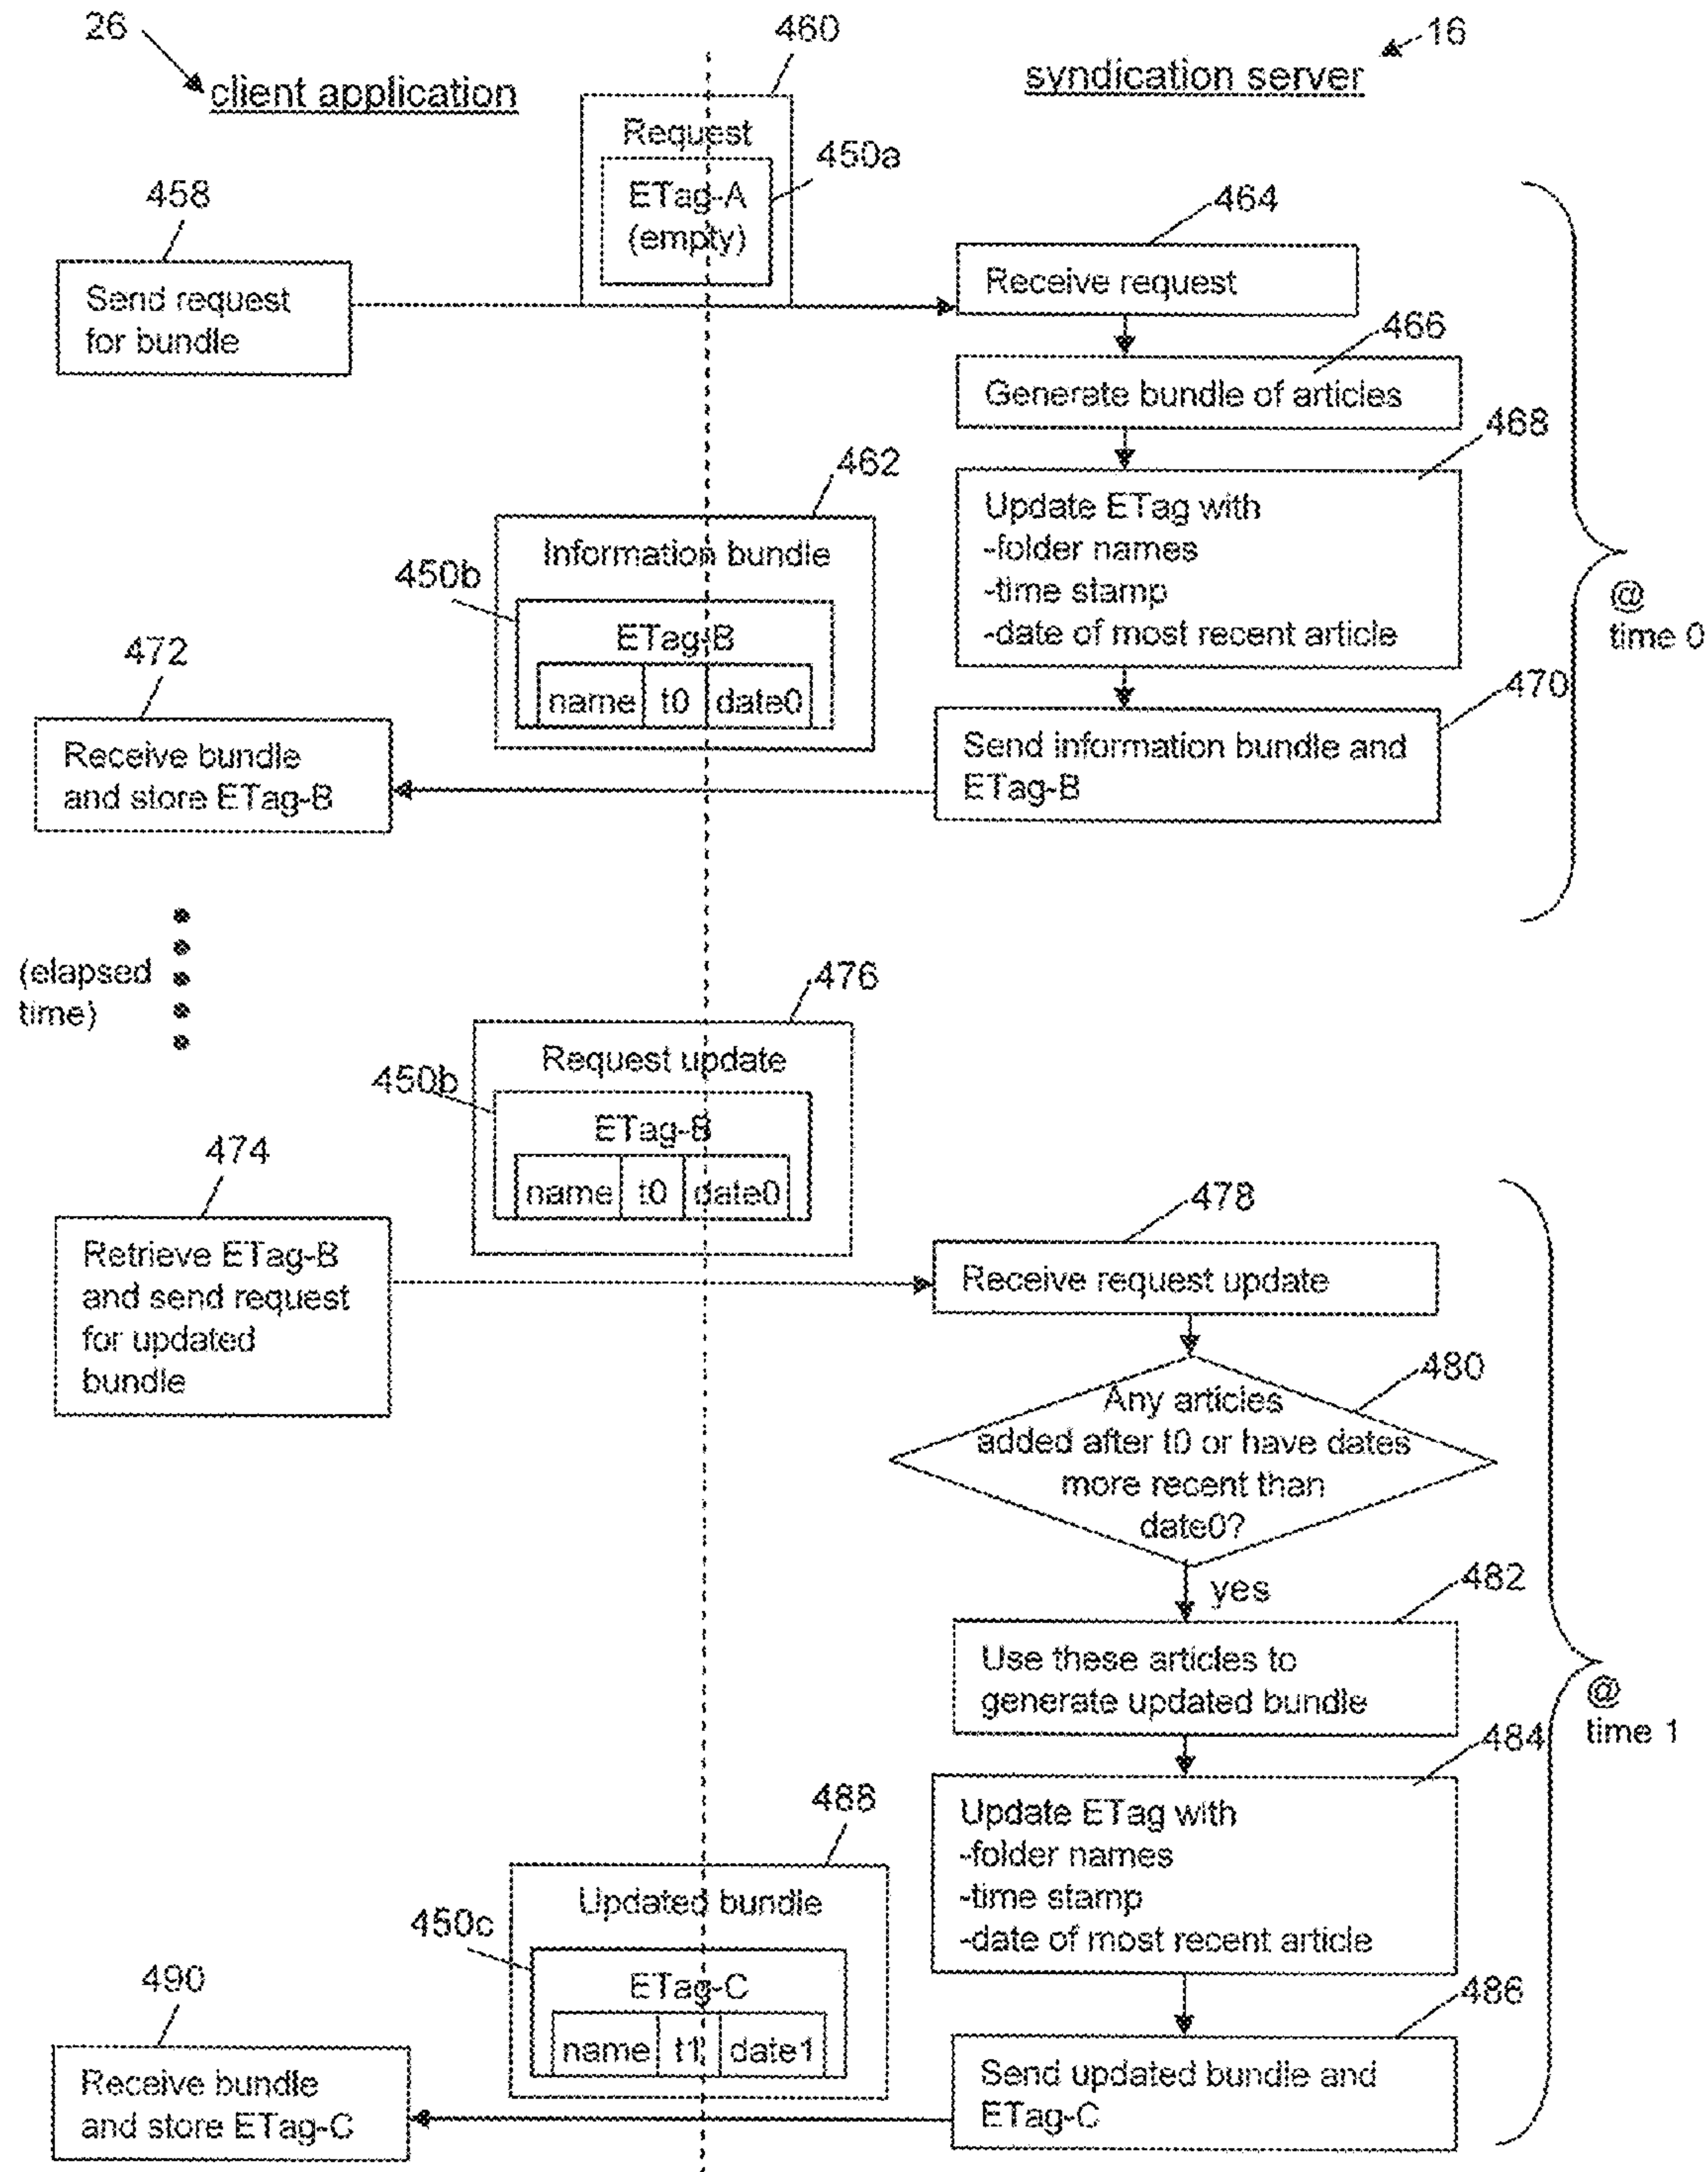 26
460
16
client application
syndication server
Request
450a
ETag-A
(empty)
458
464
Send request
for bundle
Receive request
466
Generate bundle of articles
468
462
Update ETag with
-folder names
-time stamp
-date of most recent article
@
time 0
Information bundle
450b
ETag-B
name t0 date0
472
470
Receive bundle
and store ETag-B
Send information bundle and
ETag-B
(elapsed
time)
476
Request update
450b
ETag-B
name t0 date0
474
478
Retrieve ETag-B
and send request
for updated
bundle
Receive request update
480
Any articles
added after t0 or have dates
more recent than
date0?
yes
482
Use these articles to
generate updated bundle
@
time 1
484
488
Update ETag with
-folder names
-time stamp
-date of most recent article
Updated bundle
450c
ETag-C
name t1 date1
490
486
Receive bundle
and store ETag-C
Send updated bundle and
ETag-C